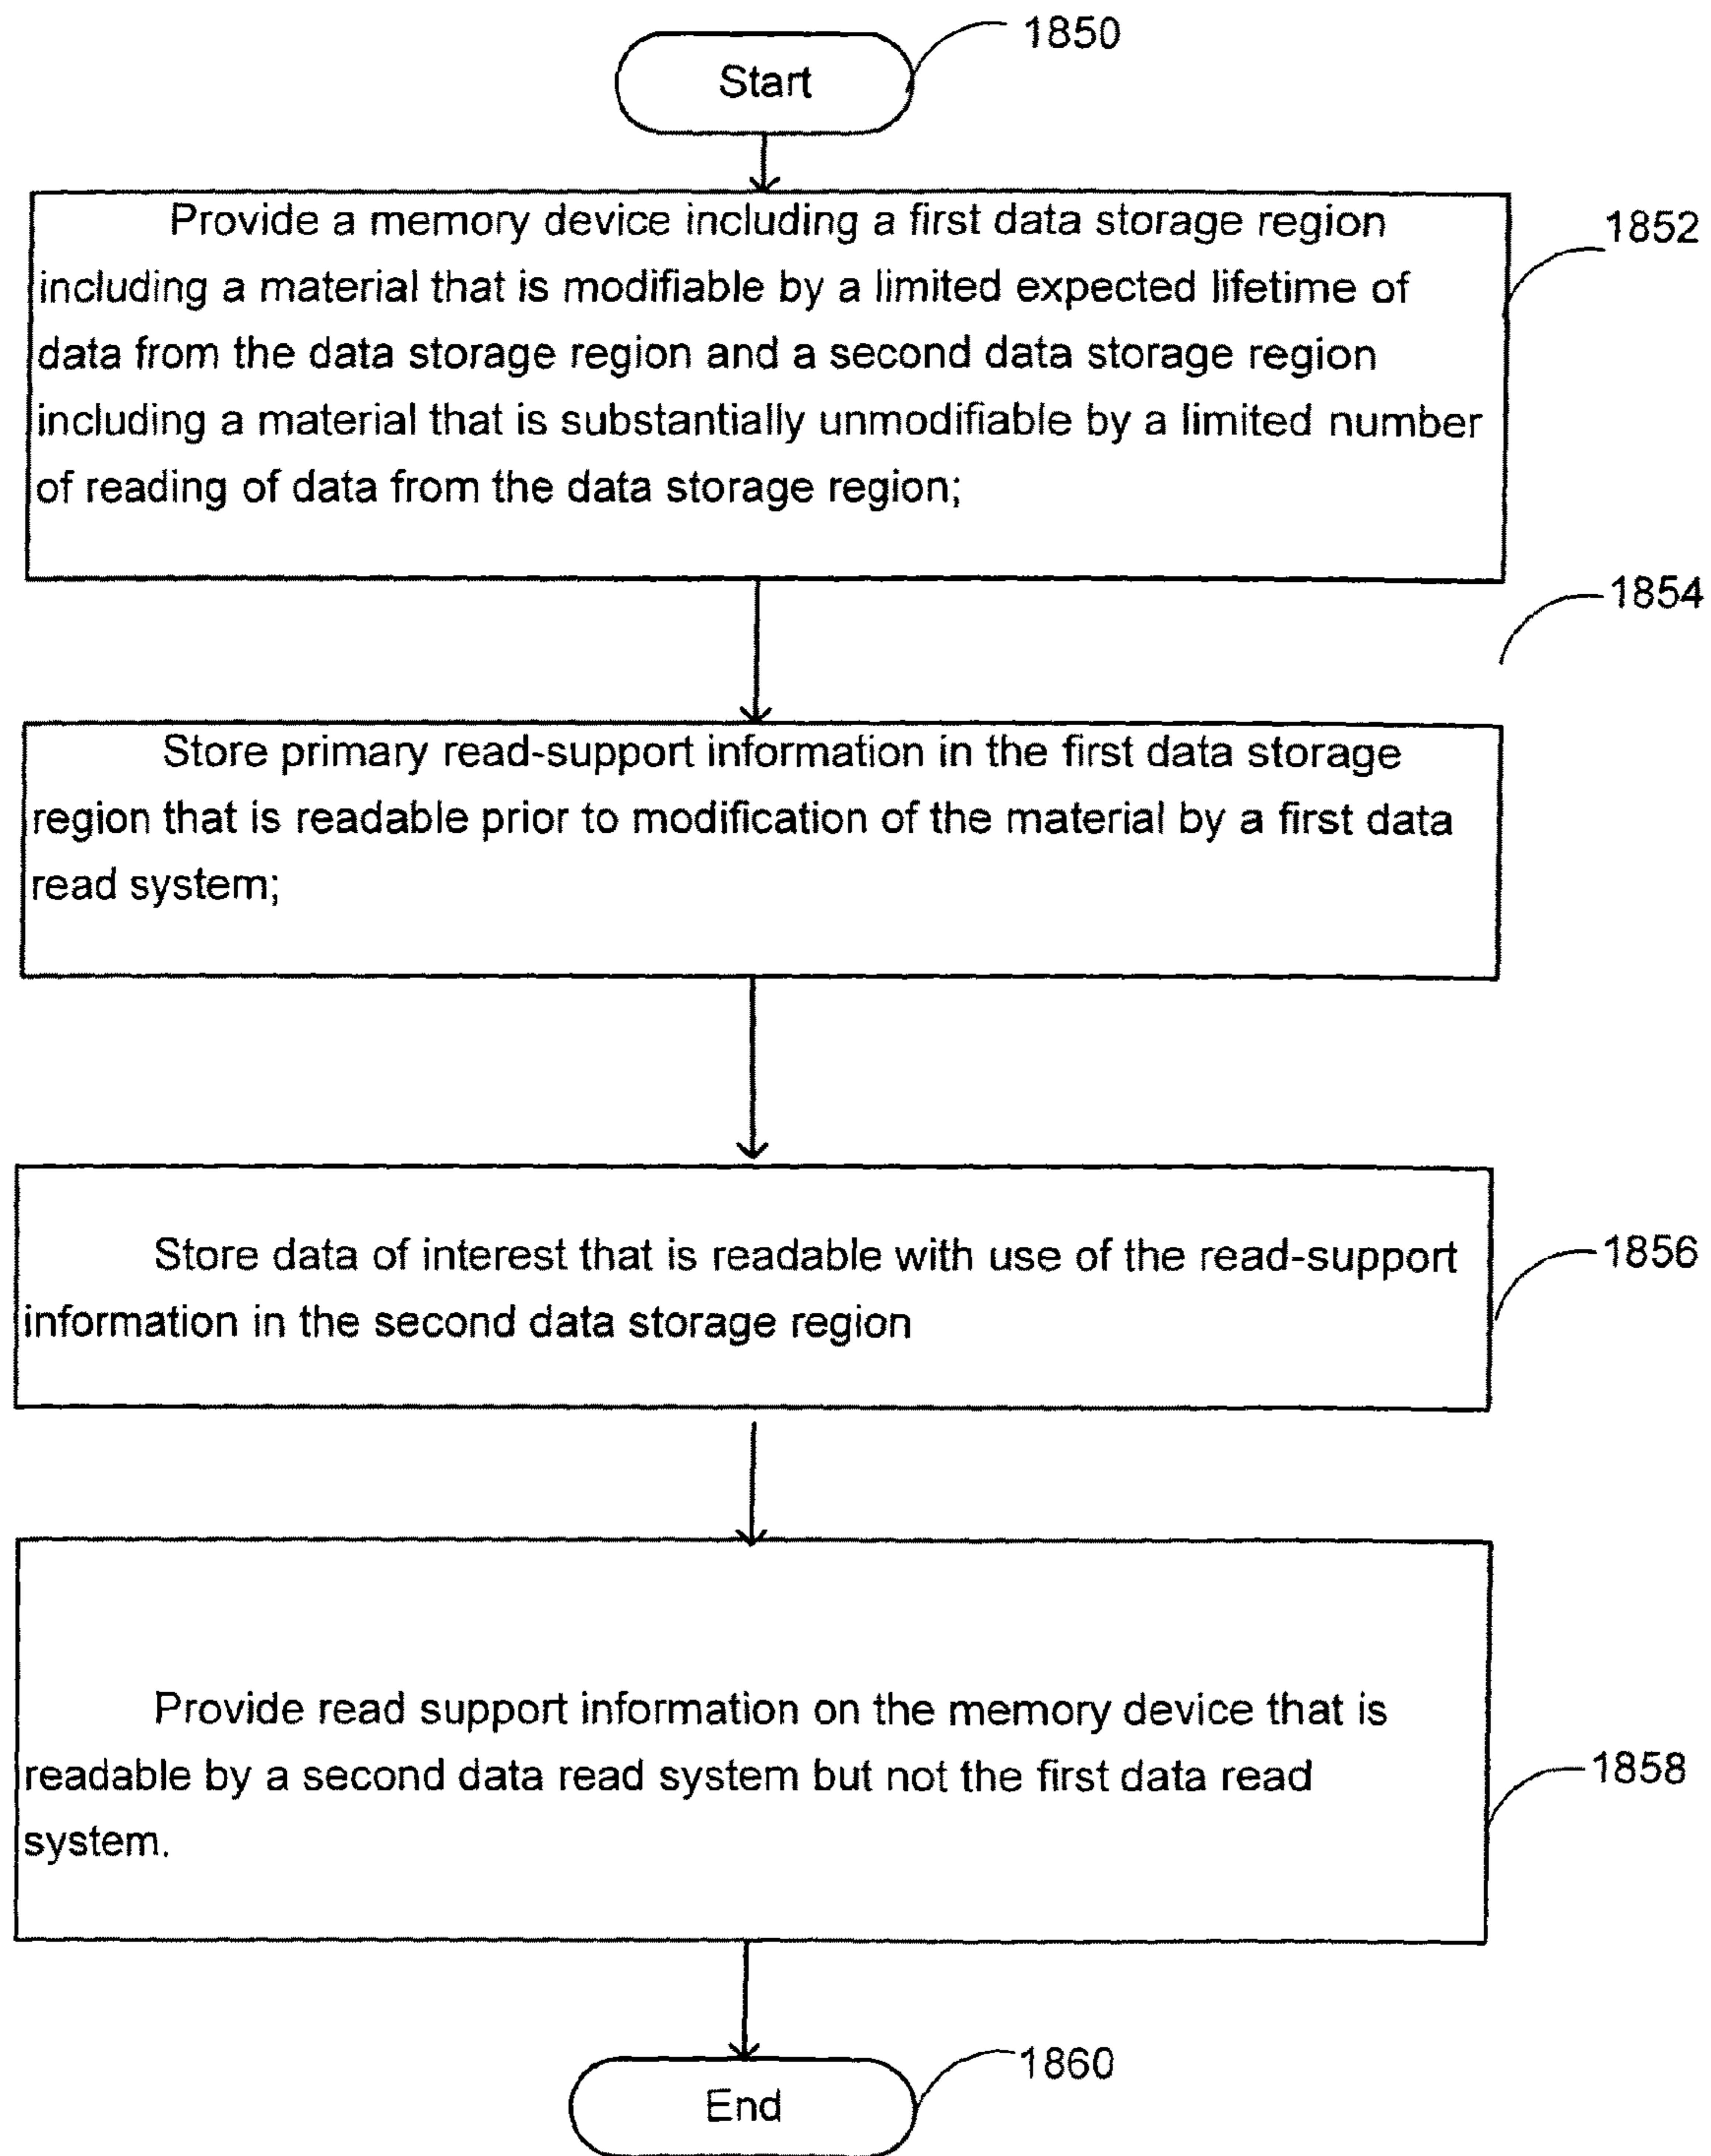 1850
Start
Provide a memory device including a first data storage region
1852
including a material that is modifiable by a limited expected lifetime of
data from the data storage region and a second data storage region
including a material that is substantially unmodifiable by a limited number
of reading of data from the data storage region;
1854
Store primary read-support information in the first data storage
region that is readable prior to modification of the material by a first data
read system;
Store data of interest that is readable with use of the read-support
1856
information in the second data storage region
Provide read support information on the memory device that is
readable by a second data read system but not the first data read
1858
system.
1860
End